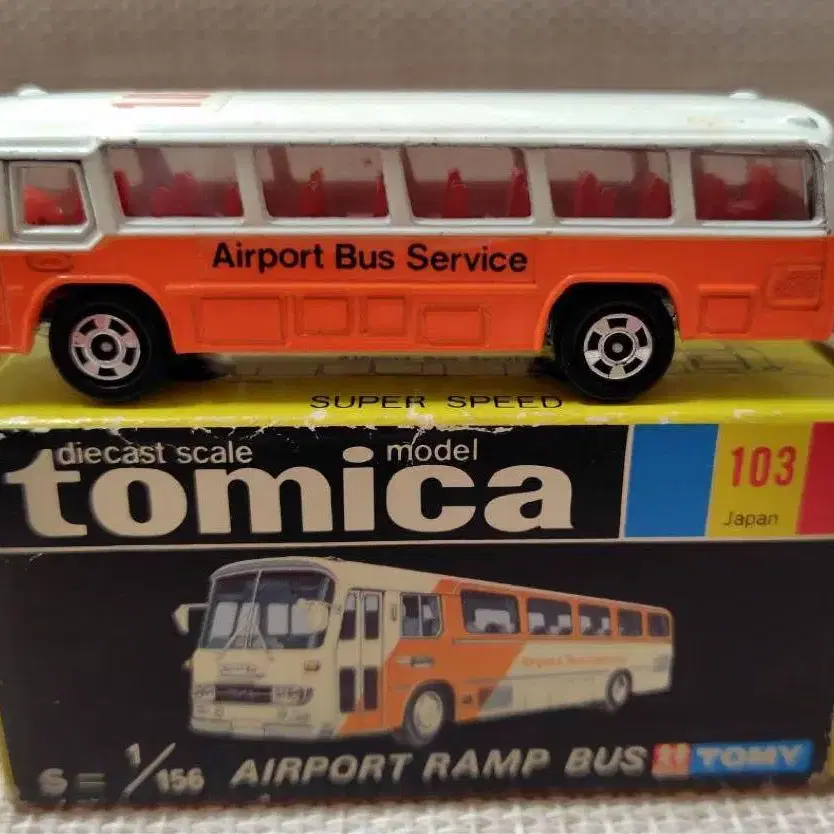 Airport Bus Service
SUPER SPEED
diecast scale model
tomica
103
Japan
S = 1/156 AIRPORT RAMP BUS TOMY